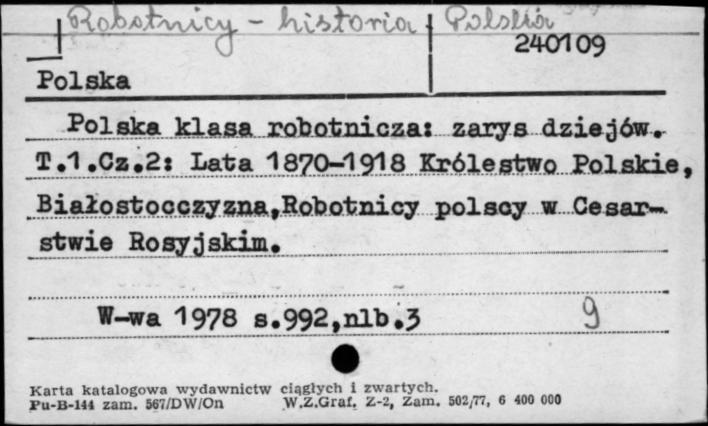 Robotnicy - historia Polska
240109
Polska
Polska klasa robotnicza: zarys dziejów.
T.1.Cz.2: Lata 1870-1918 Królestwo Polskie,
Białostocczyzna,Robotnicy polscy w Cesar-
stwie Rosyjskim.
W-wa 1978 s.992,nlb.3
9
Karta katalogowa wydawnictw ciągłych i zwartych.
Pu-B-144 zam. 567/DW/On W.Z.Graf. Z-2, Zam. 502/77, 6 400 000